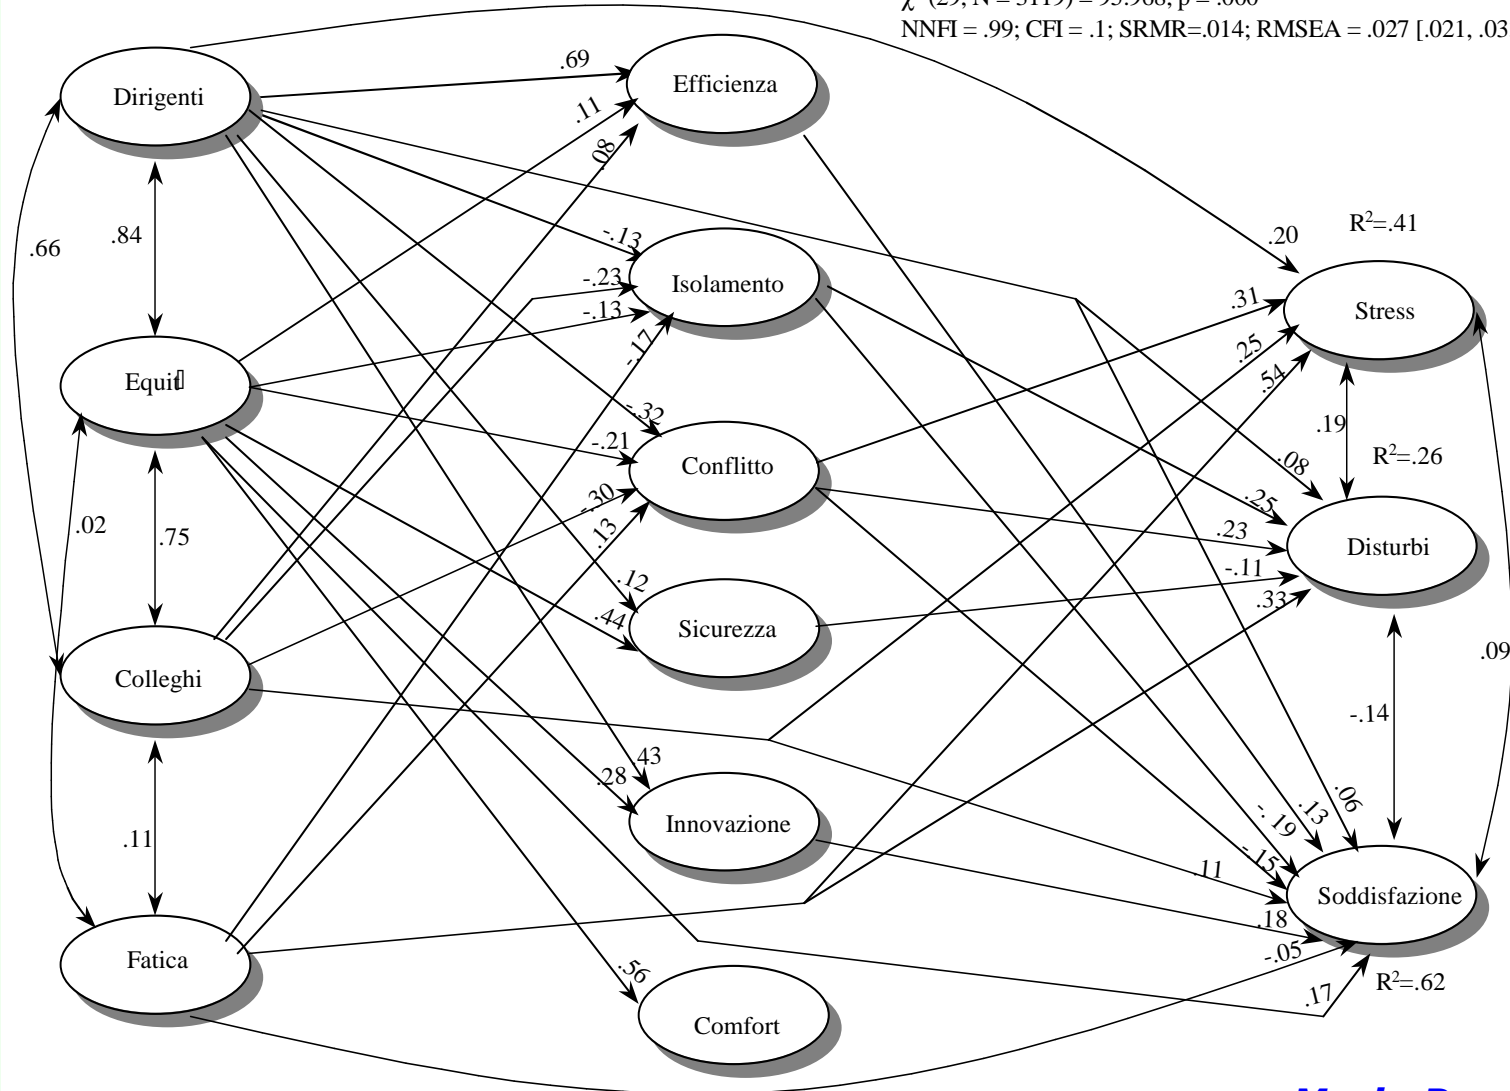 NNFI = .99; CFI = .1; SRMR=.014; RMSEA = .027 [.021, .03
.69
Efficienza
Dirigenti
.11
.08
.84
.66
-.13
.20
R²=.41
-.23
Isolamento
-.13
.31
Stress
-.17
.25
.54
Equit
-.32
-.21
.19
R²=.26
Conflitto
.08
-.30
.25
.02
.75
.13
.23
Disturbi
-.11
.12
.33
.44
Sicurezza
.09
Colleghi
-.14
.43
.28
.06
.13
-. 19
Innovazione
.11
-.15
.11
Soddisfazione
.18
-.05
Fatica
.56
R²=.62
.17
Comfort